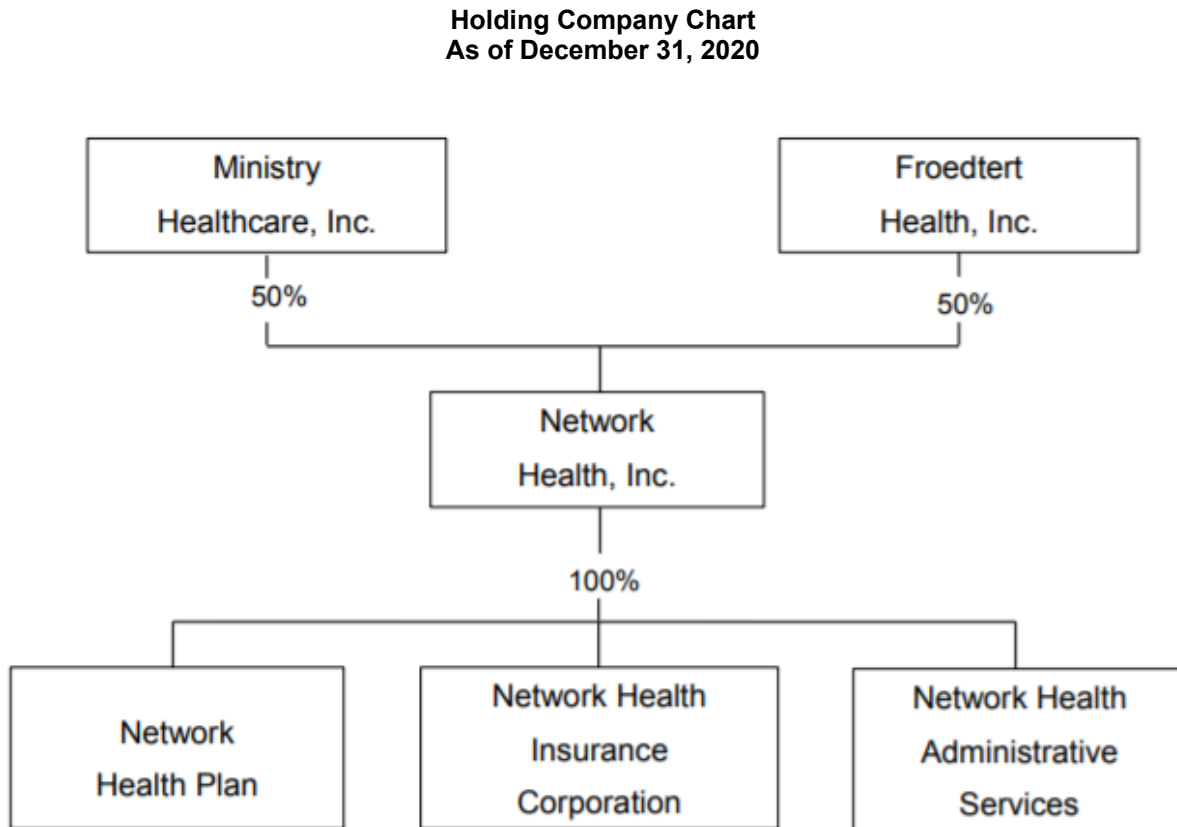 Holding Company Chart
As of December 31, 2020
Ministry
Healthcare, Inc.
Froedtert
Health, Inc.
50%
50%
Network
Health, Inc.
100%
Network
Health Plan
Network Health
Insurance
Corporation
Network Health
Administrative
Services